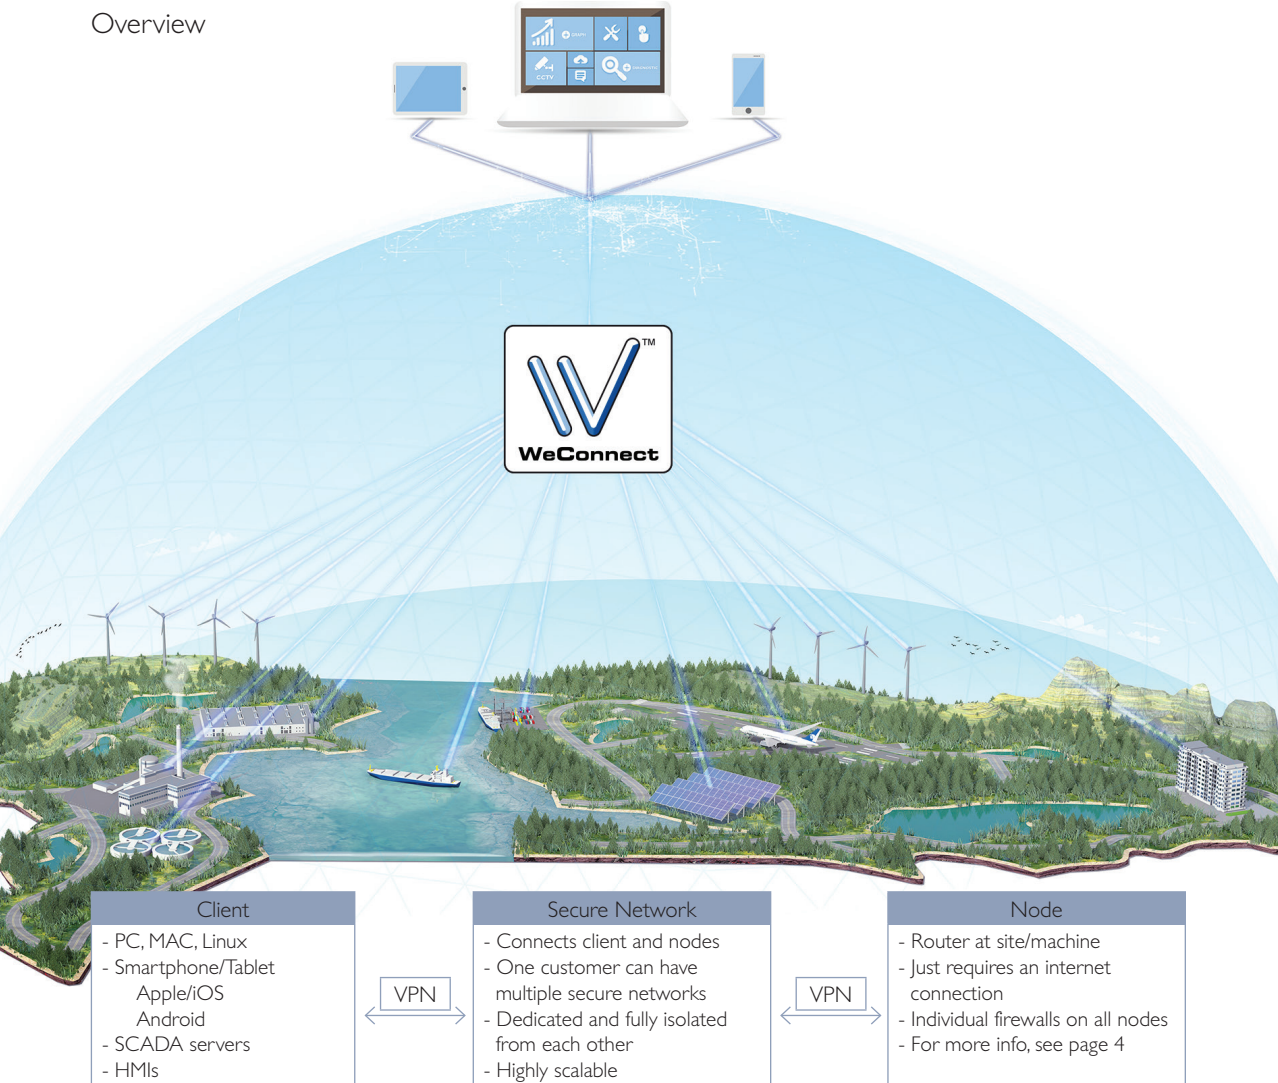 Overview
GRAPH
CCTV
DIAGNOSTIC
TM
WeConnect
Client
- PC, MAC, Linux
- Smartphone/Tablet
Apple/iOS
Android
- SCADA servers
- HMIs
VPN
Secure Network
- Connects client and nodes
- One customer can have
multiple secure networks
- Dedicated and fully isolated
from each other
- Highly scalable
VPN
Node
- Router at site/machine
- Just requires an internet
connection
- Individual firewalls on all nodes
- For more info, see page 4